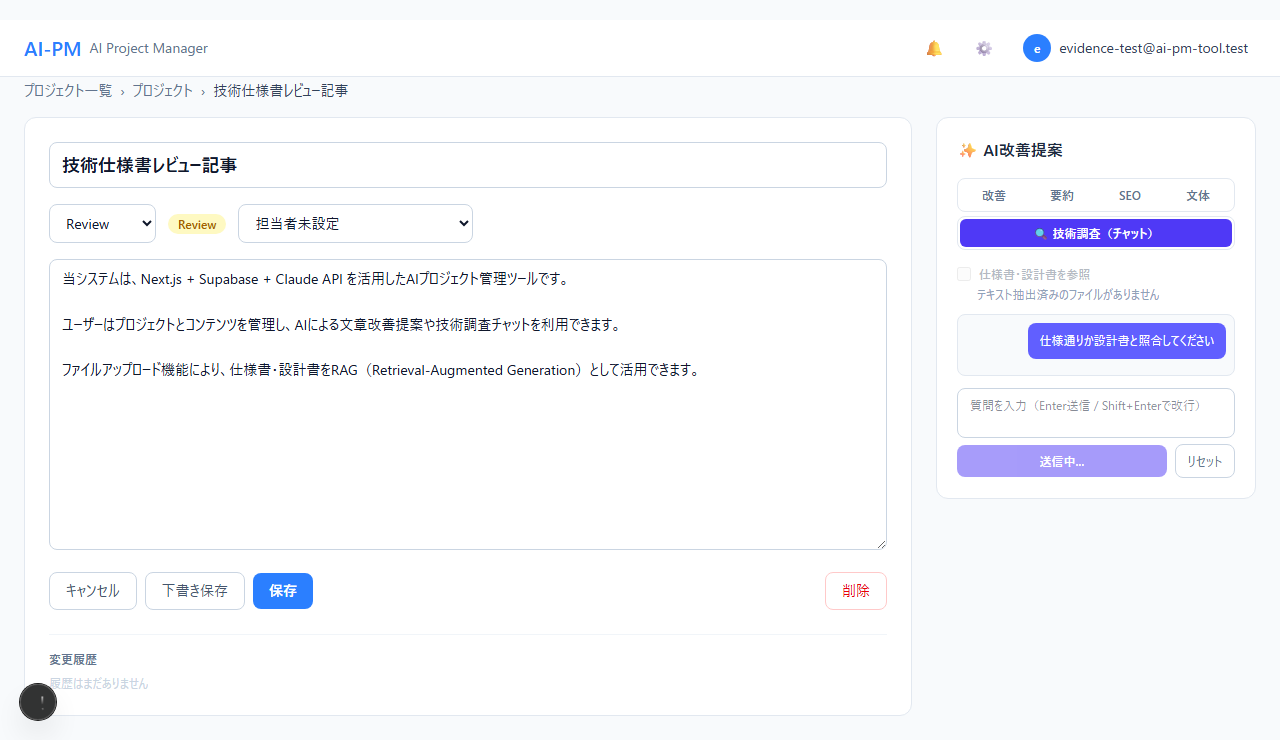 AI-PM AI Project Manager
e evidence-test@ai-pm-tool.test
プロジェクト一覧 › プロジェクト › 技術仕様書レビュー記事
技術仕様書レビュー記事
Review Review 担当者未設定
当システムは、Next.js + Supabase + Claude API を活用したAIプロジェクト管理ツールです。
ユーザーはプロジェクトとコンテンツを管理し、AIによる文章改善提案や技術調査チャットを利用できます。
ファイルアップロード機能により、仕様書・設計書をRAG（Retrieval-Augmented Generation）として活用できます。
キャンセル 下書き保存 保存 削除
変更履歴
履歴はまだありません
!
AI改善提案
改善 要約 SEO 文体
技術調査（チャット）
仕様書・設計書を参照
テキスト抽出済みのファイルがありません
仕様通りか設計書と照合してください
質問を入力（Enter送信 / Shift+Enterで改行）
送信中... リセット